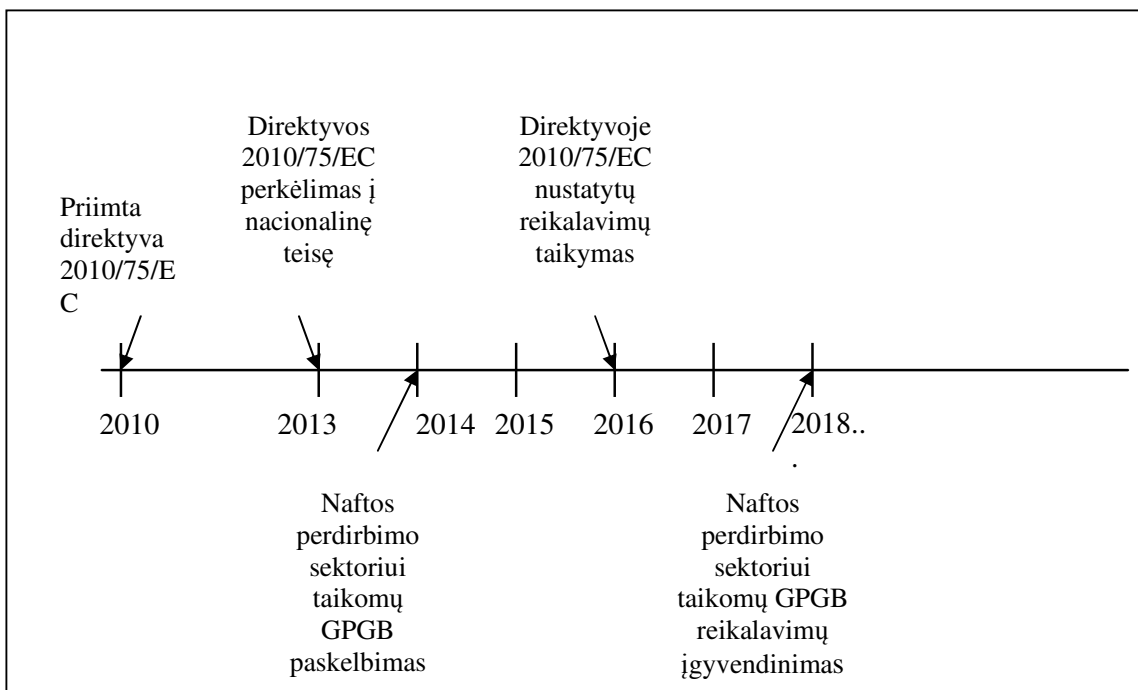 Priimta
direktyva
2010/75/E
C
Direktyvos
2010/75/EC
perkėlimas į
nacionalinę
teisę
Direktyvoje
2010/75/EC
nustatytų
reikalavimų
taikymas
2010
2013
2014
2015
2016
2017
2018..
.
Naftos
perdirbimo
sektoriui
taikomų
GPGB
paskelbimas
Naftos
perdirbimo
sektoriui
taikomų GPGB
reikalavimų
įgyvendinimas